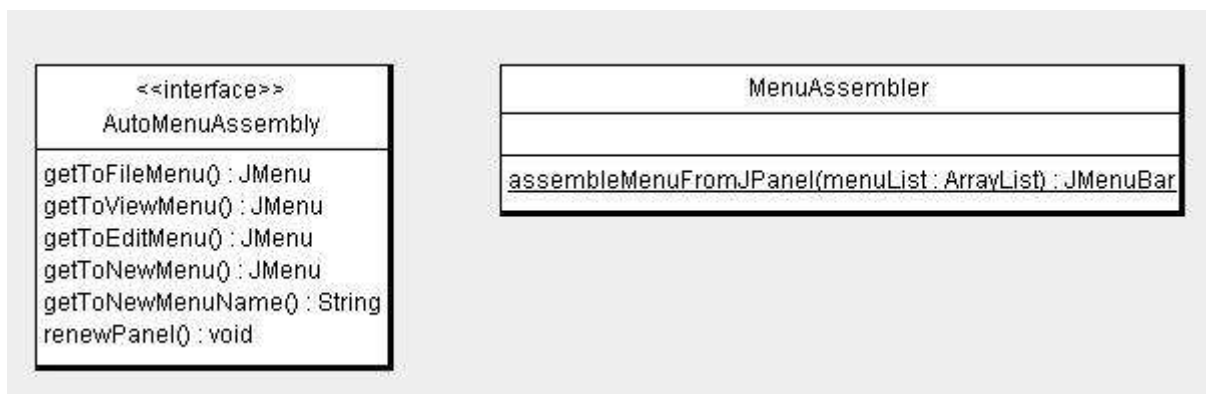 <<interface>>
AutoMenuAssembly
getToFileMenu() : JMenu
getToViewMenu() : JMenu
getToEditMenu() : JMenu
getToNewMenu() : JMenu
getToNewMenuName() : String
renewPanel() : void
MenuAssembler
assembleMenuFromJPanel(menuList : ArrayList) : JMenuBar